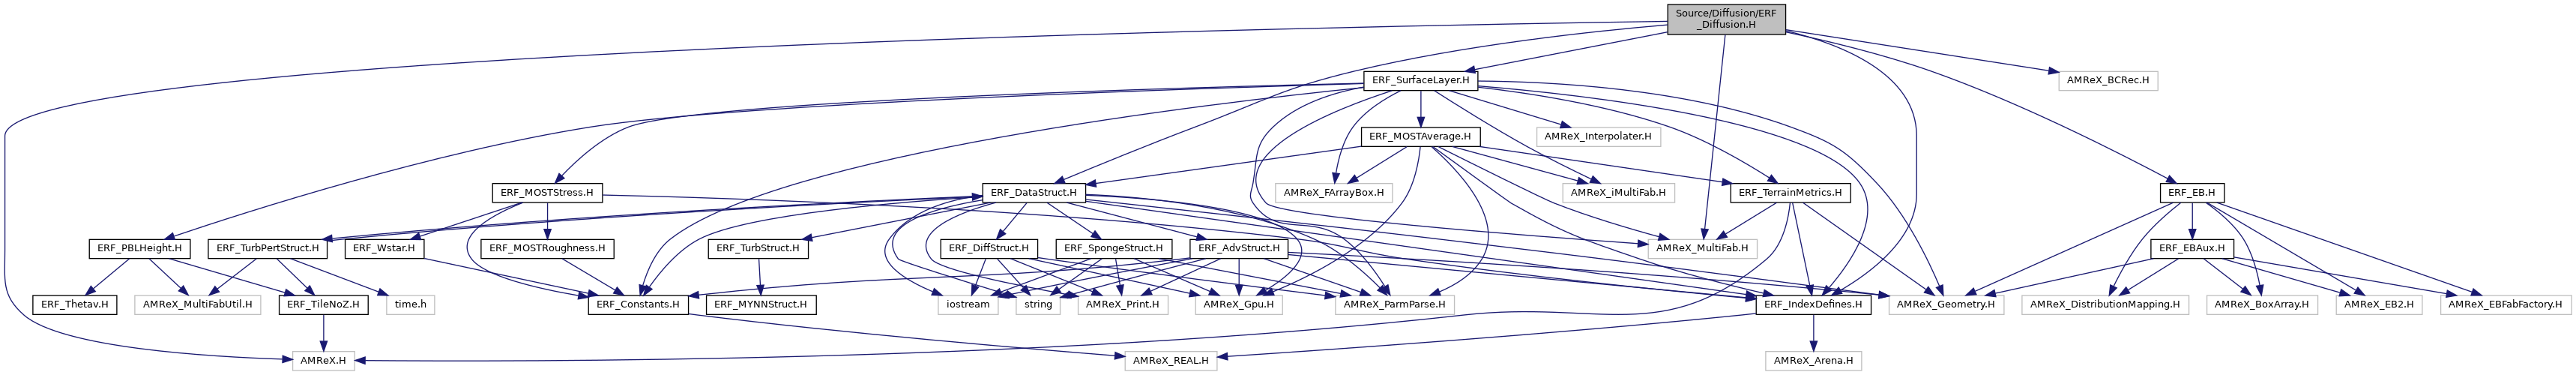 Source/Diffusion/ERF
_Diffusion.H
ERF_SurfaceLayer.H
AMReX_BCRec.H
ERF_MOSTAverage.H
AMReX_Interpolater.H
ERF_MOSTStress.H
ERF_DataStruct.H
AMReX_FArrayBox.H
AMReX_iMultiFab.H
ERF_TerrainMetrics.H
ERF_EB.H
ERF_PBLHeight.H
ERF_TurbPertStruct.H
ERF_Wstar.H
ERF_MOSTRoughness.H
ERF_TurbStruct.H
ERF_DiffStruct.H
ERF_SpongeStruct.H
ERF_AdvStruct.H
AMReX_MultiFab.H
ERF_EBAux.H
ERF_Thetav.H
AMReX_MultiFabUtil.H
ERF_TileNoZ.H
time.h
ERF_Constants.H
ERF_MYNNStruct.H
iostream
string
AMReX_Print.H
AMReX_Gpu.H
AMReX_ParmParse.H
ERF_IndexDefines.H
AMReX_Geometry.H
AMReX_DistributionMapping.H
AMReX_BoxArray.H
AMReX_EB2.H
AMReX_EBFabFactory.H
AMReX.H
AMReX_REAL.H
AMReX_Arena.H